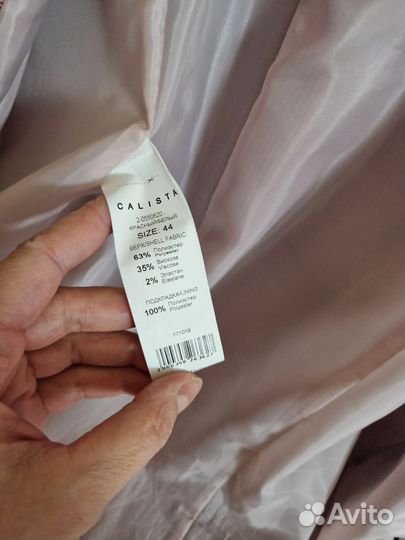 CALISTA
2-0580820
КРАСНЫЙ/БЕЛЫЙ
SIZE: 44
ВЕРХ/SHELL FABRIC
63% Полиэстер
Polyester
35% Вискоза
Viscose
2% Эластан
Elastane
ПОДКЛАДКА/LINING
100% Полиэстер
Polyester
171019
Avito